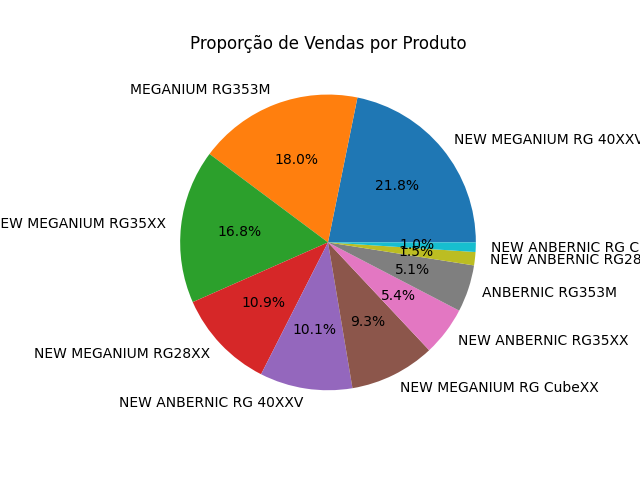 Proporção de Vendas por Produto
MEGANIUM RG353M
NEW MEGANIUM RG 40XXV
18.0%
21.8%
EW MEGANIUM RG35XX
16.8%
1.0%
NEW ANBERNIC RG C
1.5%
NEW ANBERNIC RG28
5.1%
ANBERNIC RG353M
5.4%
10.9%
9.3%
10.1%
NEW ANBERNIC RG35XX
NEW MEGANIUM RG28XX
NEW MEGANIUM RG CubeXX
NEW ANBERNIC RG 40XXV